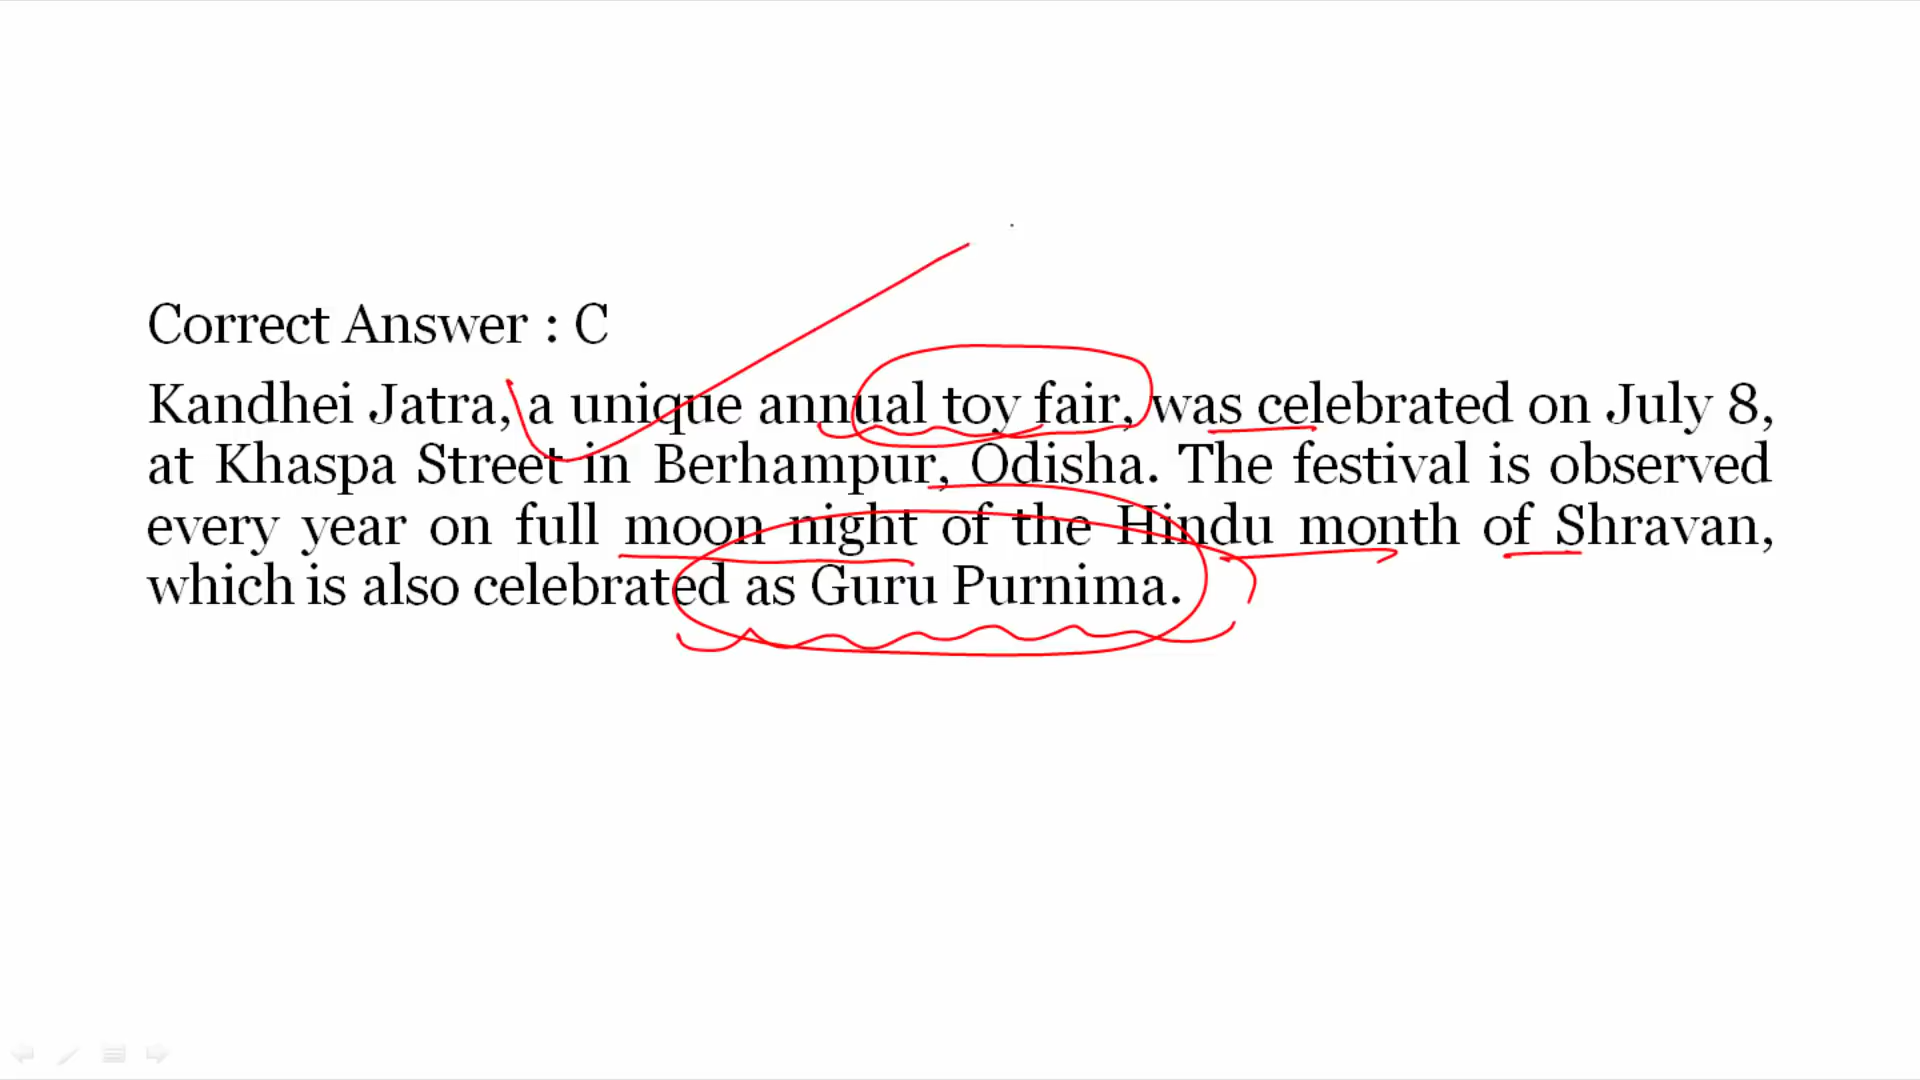 Correct Answer : C
Kandhei Jatra, a unique annual toy fair, was celebrated on July 8,
at Khaspa Street in Berhampur, Odisha. The festival is observed
every year on full moon night of the Hindu month of Shravan,
which is also celebrated as Guru Purnima.